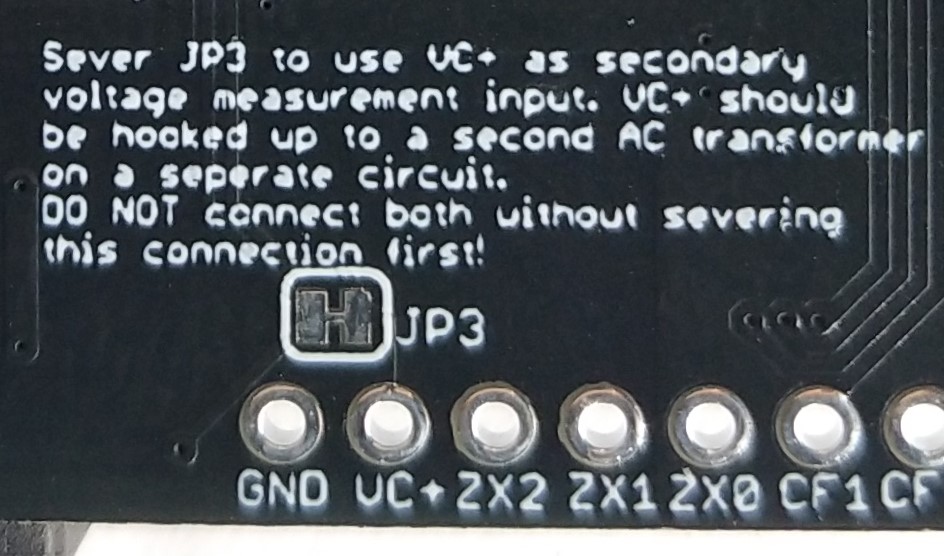 Sever JP3 to use VC+ as secondary
voltage measurement input. VC+ should
be hooked up to a second AC transformer
on a seperate circuit.
DO NOT connect both without severing
this connection first!
JP3
GND VC+ ZX2 ZX1 ZX0 CF1 CF